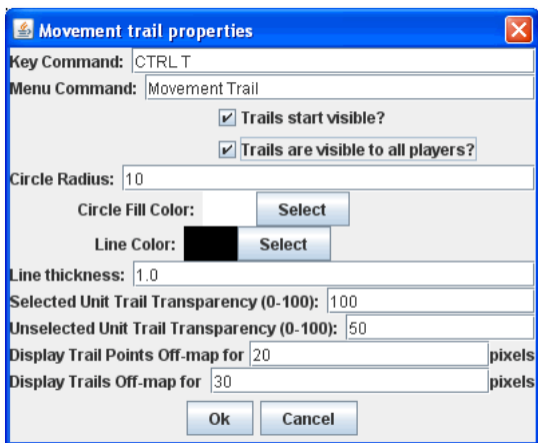 Movement trail properties
Key Command: CTRL T
Menu Command: Movement Trail
Trails start visible?
Trails are visible to all players?
Circle Radius: 10
Circle Fill Color: Select
Line Color: Select
Line thickness: 1.0
Selected Unit Trail Transparency (0-100): 100
Unselected Unit Trail Transparency (0-100): 50
Display Trail Points Off-map for 20 pixels
Display Trails Off-map for 30 pixels
Ok Cancel